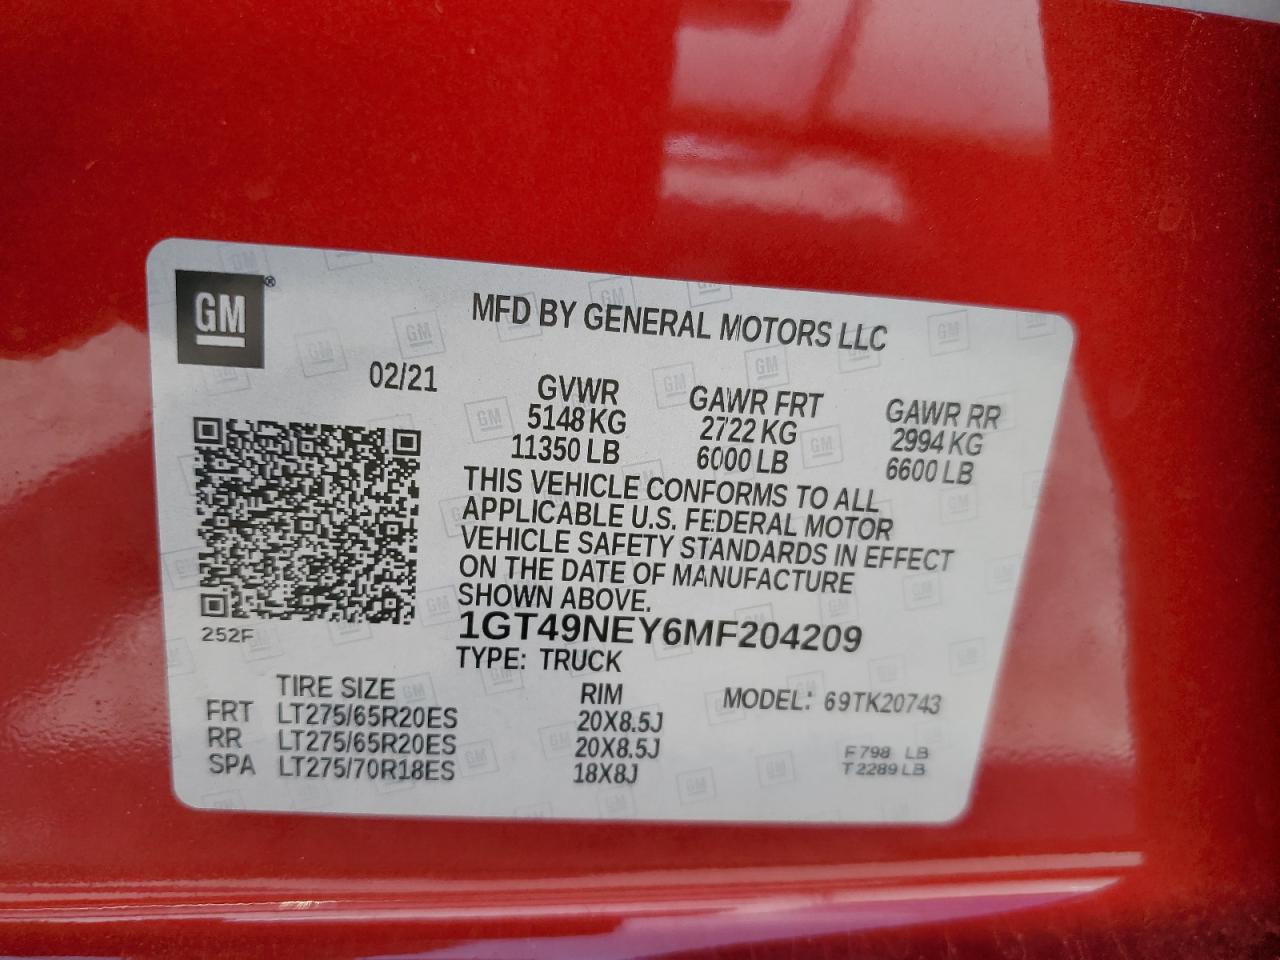 GM®
MFD BY GENERAL MOTORS LLC
02/21
GVWR GAWR FRT GAWR RR
5148 KG 2722 KG 2994 KG
11350 LB 6000 LB 6600 LB
THIS VEHICLE CONFORMS TO ALL
APPLICABLE U.S. FEDERAL MOTOR
VEHICLE SAFETY STANDARDS IN EFFECT
ON THE DATE OF MANUFACTURE
SHOWN ABOVE.
252F
1GT49NEY6MF204209
TYPE: TRUCK
TIRE SIZE RIM MODEL: 69TK20743
FRT LT275/65R20ES 20X8.5J
RR LT275/65R20ES 20X8.5J
SPA LT275/70R18ES 18X8J
F798 LB
T2289 LB